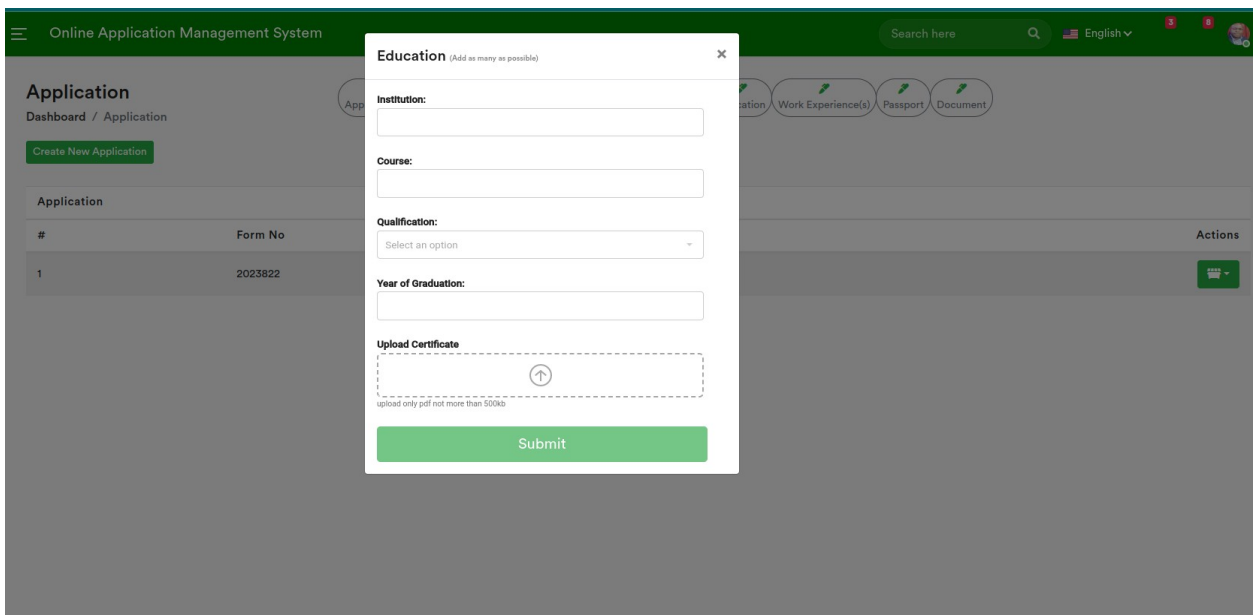 Online Application Management System
Search here
English
3
8
Education (Add as many as possible)
×
Application
Dashboard / Application
App
Work Experience(s)
Passport
Document
Create New Application
Application
# Form No Actions
1 2023822
Institution:
Course:
Qualification:
Select an option
Year of Graduation:
Upload Certificate
upload only pdf not more than 500kb
Submit